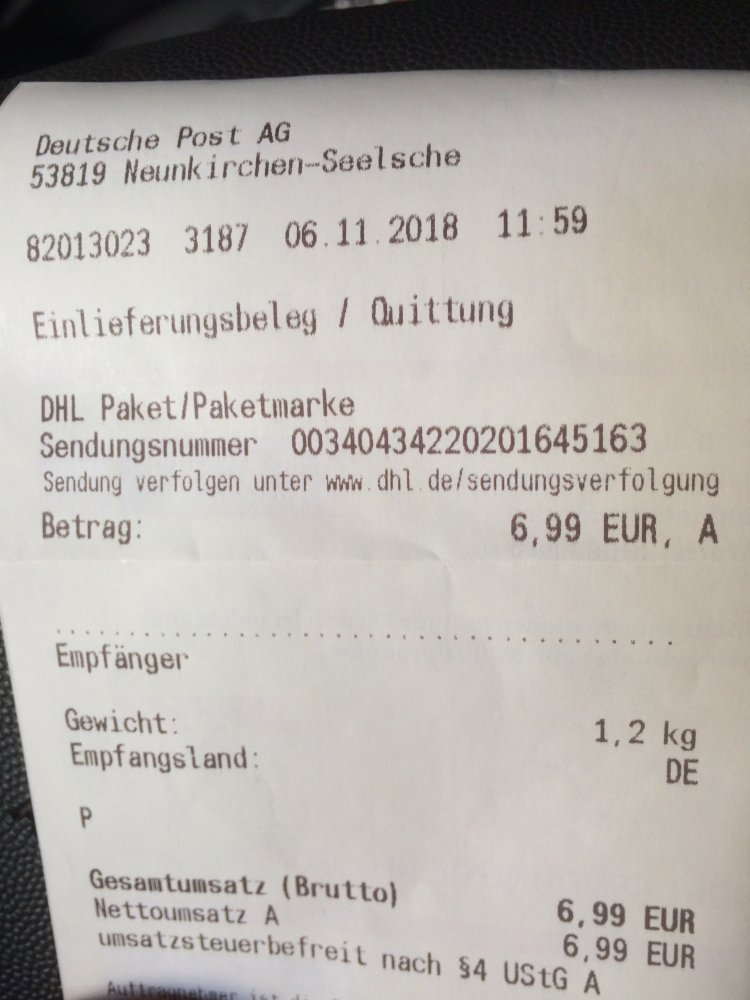 Deutsche Post AG
53819 Neunkirchen-Seelsche
82013023 3187 06.11.2018 11:59
Einlieferungsbeleg / Quittung
DHL Paket/Paketmarke
Sendungsnummer 00340434220201645163
Sendung verfolgen unter www.dhl.de/sendungsverfolgung
Betrag: 6,99 EUR, A
Empfänger
Gewicht: 1,2 kg
Empfangsland: DE
P
Gesamtumsatz (Brutto) 6,99 EUR
Nettoumsatz A 6,99 EUR
umsatzsteuerbefreit nach §4 UStG A
Auftragnehmer ist